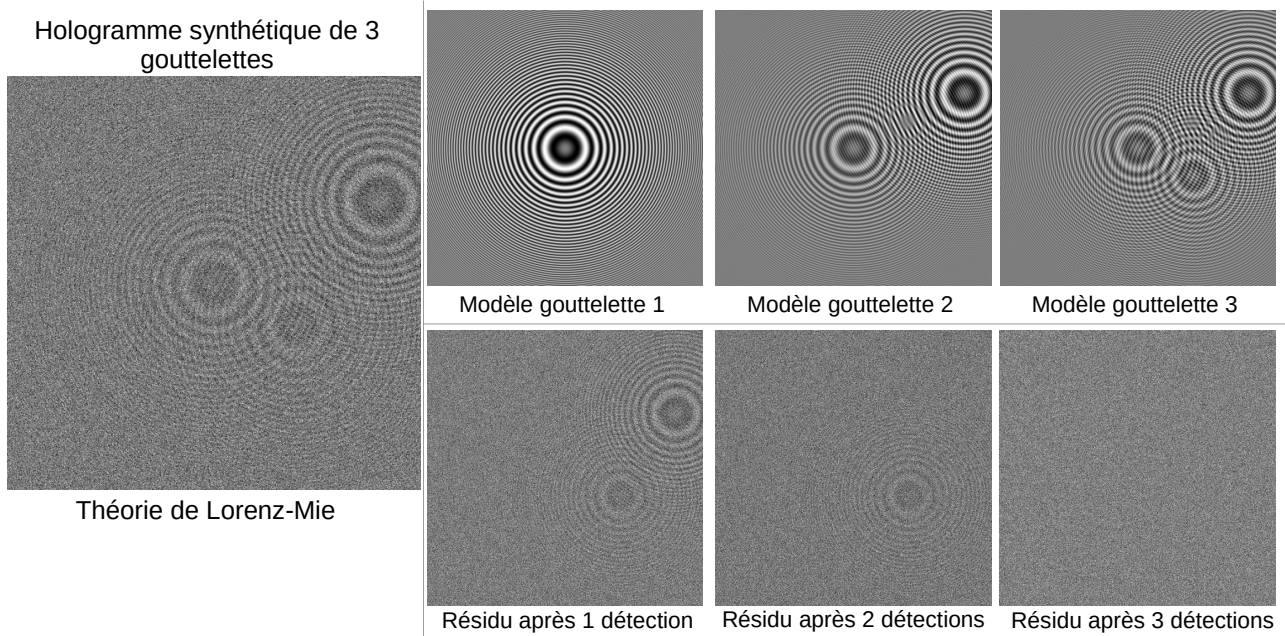 Hologramme synthétique de 3
gouttelettes
Théorie de Lorenz-Mie
Modèle gouttelette 1
Modèle gouttelette 2
Modèle gouttelette 3
Résidu après 1 détection
Résidu après 2 détections
Résidu après 3 détections